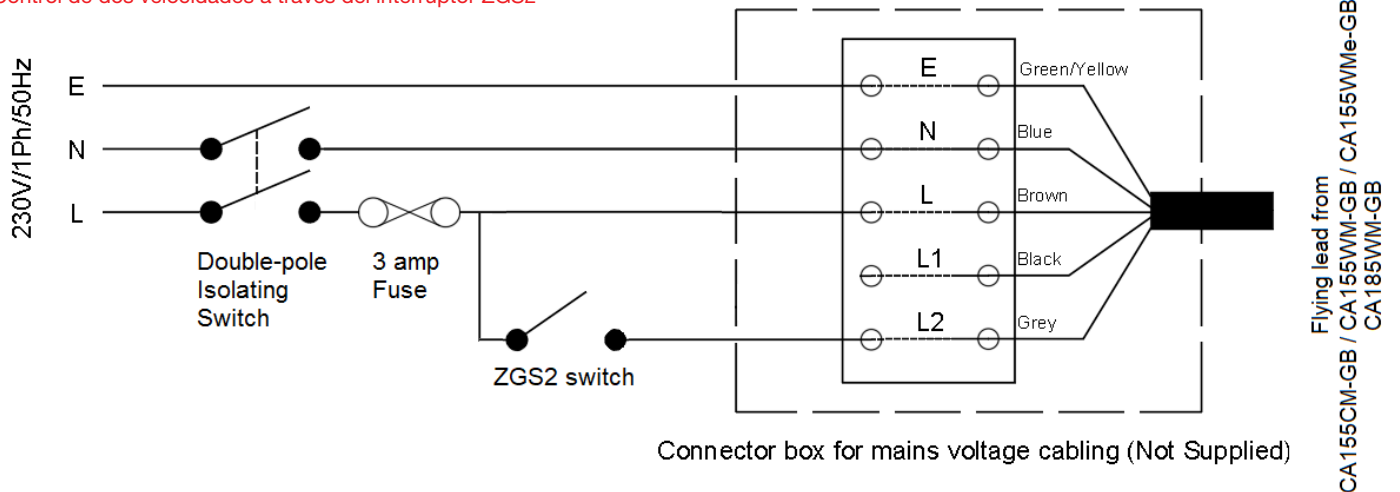 Control de dos velocidades a través del interruptor ZGS2
230V/1Ph/50Hz
E
N
L
Double-pole
Isolating
Switch
3 amp
Fuse
ZGS2 switch
E
Green/Yellow
N
Blue
L
Brown
L1
Black
L2
Grey
Connector box for mains voltage cabling (Not Supplied)
Flying lead from
CA155CM-GB / CA155WM-GB / CA155WMe-GB
CA185WM-GB